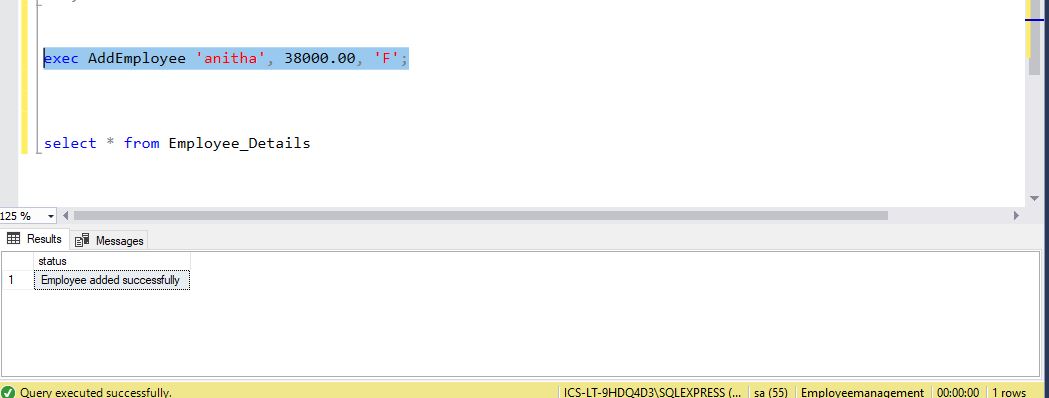 exec AddEmployee 'anitha', 38000.00, 'F';
select * from Employee_Details
125 %
Results Messages
status
1 Employee added successfully
Query executed successfully. ICS-LT-9HDQ4D3\SQLEXPRESS (... sa (55) Employeemanagement 00:00:00 1 rows